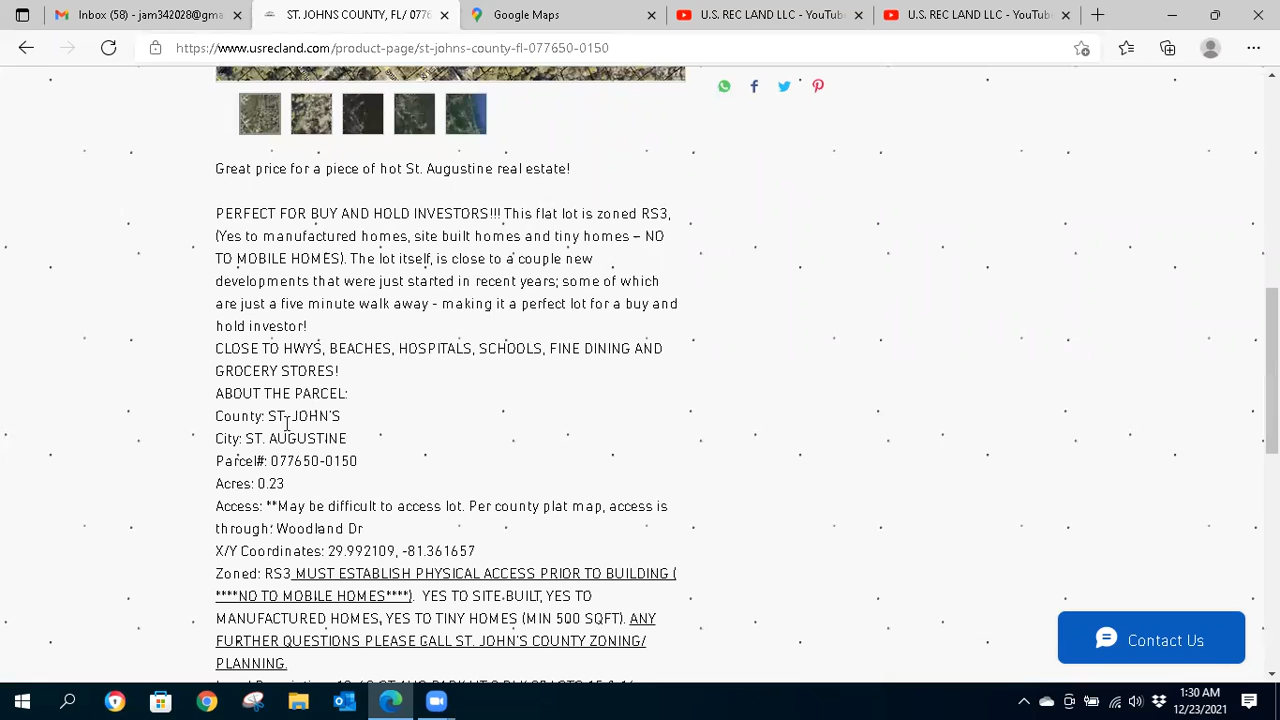 Inbox (58) - jam342028@gma
ST. JOHNS COUNTY, FL/ 0776
Google Maps
U.S. REC LAND LLC - YouTube
U.S. REC LAND LLC - YouTube
https://www.usrecland.com/product-page/st-johns-county-fl-077650-0150
Great price for a piece of hot St. Augustine real estate!
PERFECT FOR BUY AND HOLD INVESTORS!!! This flat lot is zoned RS3,
(Yes to manufactured homes, site built homes and tiny homes – NO
TO MOBILE HOMES). The lot itself, is close to a couple new
developments that were just started in recent years; some of which
are just a five minute walk away - making it a perfect lot for a buy and
hold investor!
CLOSE TO HWYS, BEACHES, HOSPITALS, SCHOOLS, FINE DINING AND
GROCERY STORES!
ABOUT THE PARCEL:
County: ST. JOHN'S
City: ST. AUGUSTINE
Parcel#: 077650-0150
Acres: 0.23
Access: **May be difficult to access lot. Per county plat map, access is
through: Woodland Dr
X/Y Coordinates: 29.992109, -81.361657
Zoned: RS3 MUST ESTABLISH PHYSICAL ACCESS PRIOR TO BUILDING (
****NO TO MOBILE HOMES****). YES TO SITE-BUILT, YES TO
MANUFACTURED HOMES, YES TO TINY HOMES (MIN 500 SQFT). ANY
FURTHER QUESTIONS PLEASE GALL ST. JOHN'S COUNTY ZONING/
PLANNING.
Contact Us
1:30 AM
12/23/2021